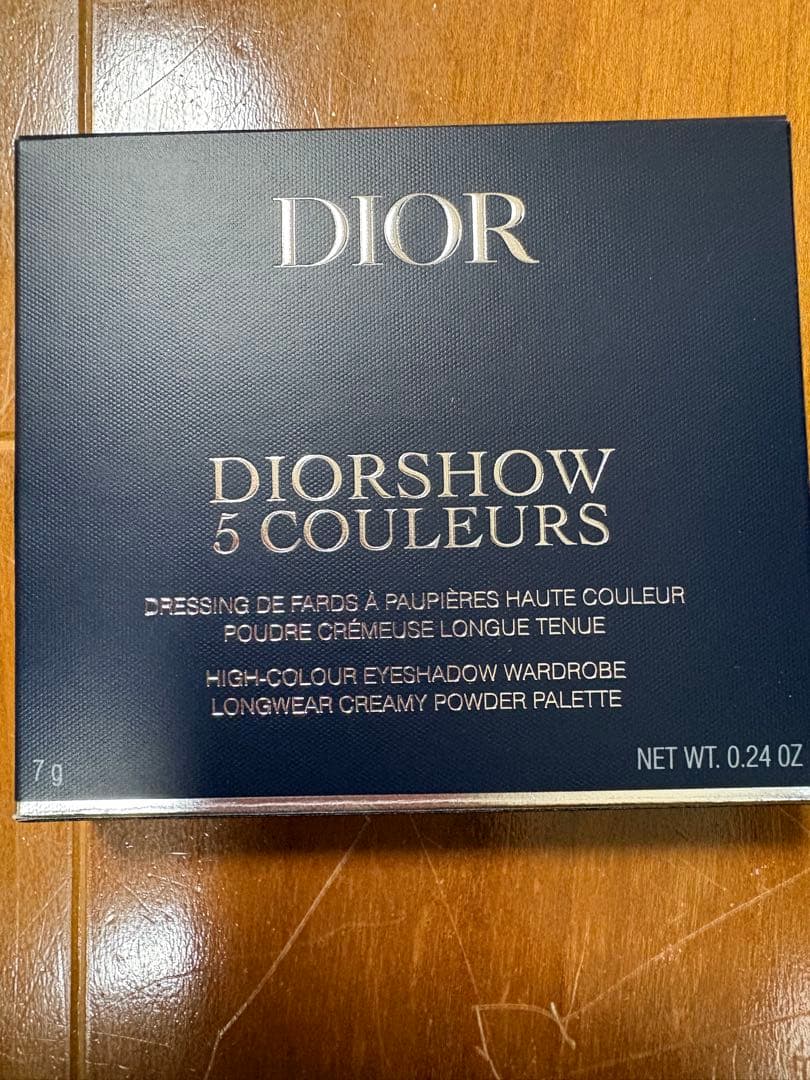 DIOR
DIORSHOW
5 COULEURS
DRESSING DE FARDS À PAUPIÈRES HAUTE COULEUR
POUDRE CRÉMEUSE LONGUE TENUE
HIGH-COLOUR EYESHADOW WARDROBE
LONGWEAR CREAMY POWDER PALETTE
7 g
NET WT. 0.24 OZ